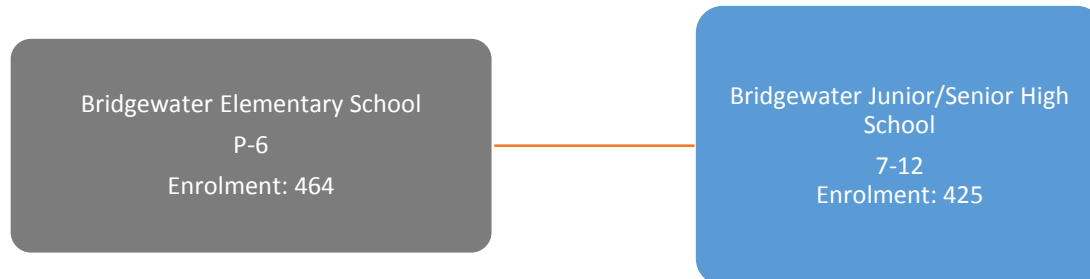 Bridgewater Elementary School
P-6
Enrolment: 464
Bridgewater Junior/Senior High
School
7-12
Enrolment: 425